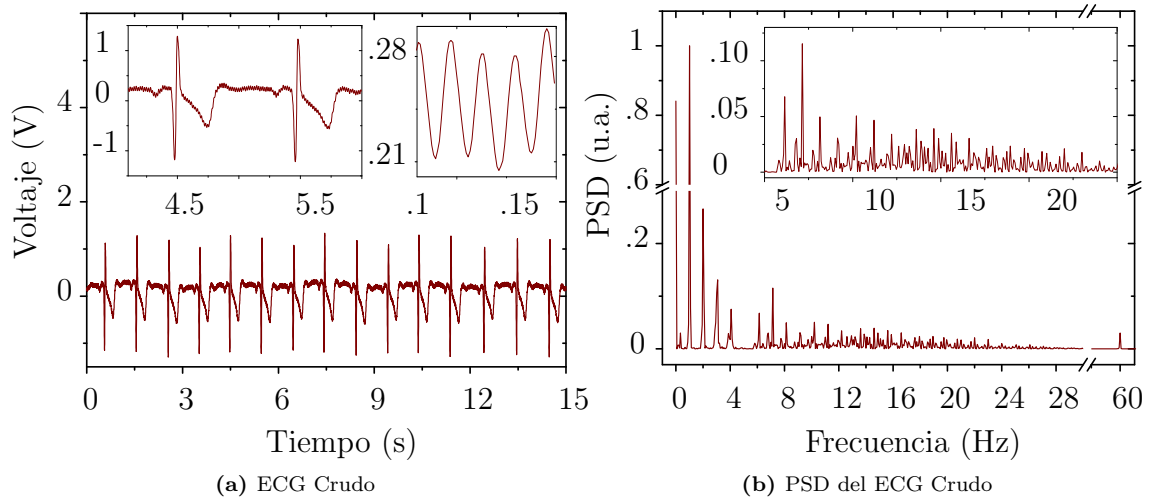 Voltaje (V)
4
2
0
0 3 6 9 12 15
Tiempo (s)
1
0
-1
4.5 5.5
.28
.21
.1 .15
(a) ECG Crudo
PSD (u.a.)
1
.8
.6
.2
0
0 4 8 12 16 20 24 28 60
Frecuencia (Hz)
.10
.05
0
5 10 15 20
(b) PSD del ECG Crudo